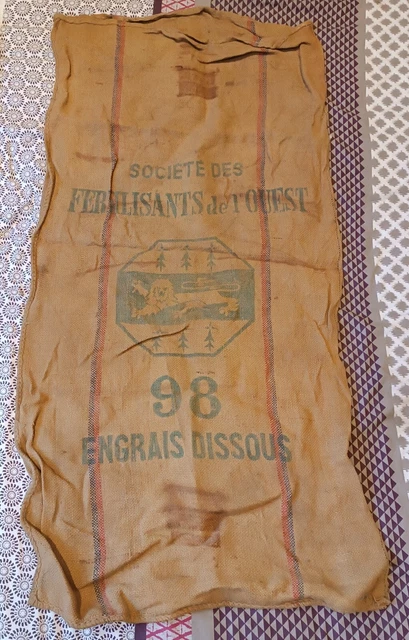 SOCIETE DES
FERTILISANTS de l'OUEST
98
ENGRAIS DISSOUS